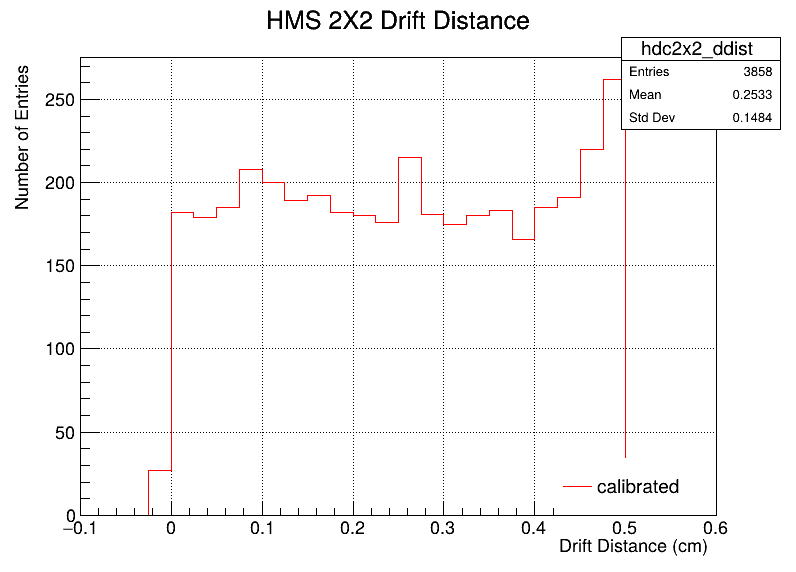 HMS 2X2 Drift Distance
hdc2x2_ddist
Entries 3858
Mean 0.2533
Std Dev 0.1484
Number of Entries
250
200
150
100
50
0
−0.1 0 0.1 0.2 0.3 0.4 0.5 0.6
Drift Distance (cm)
calibrated